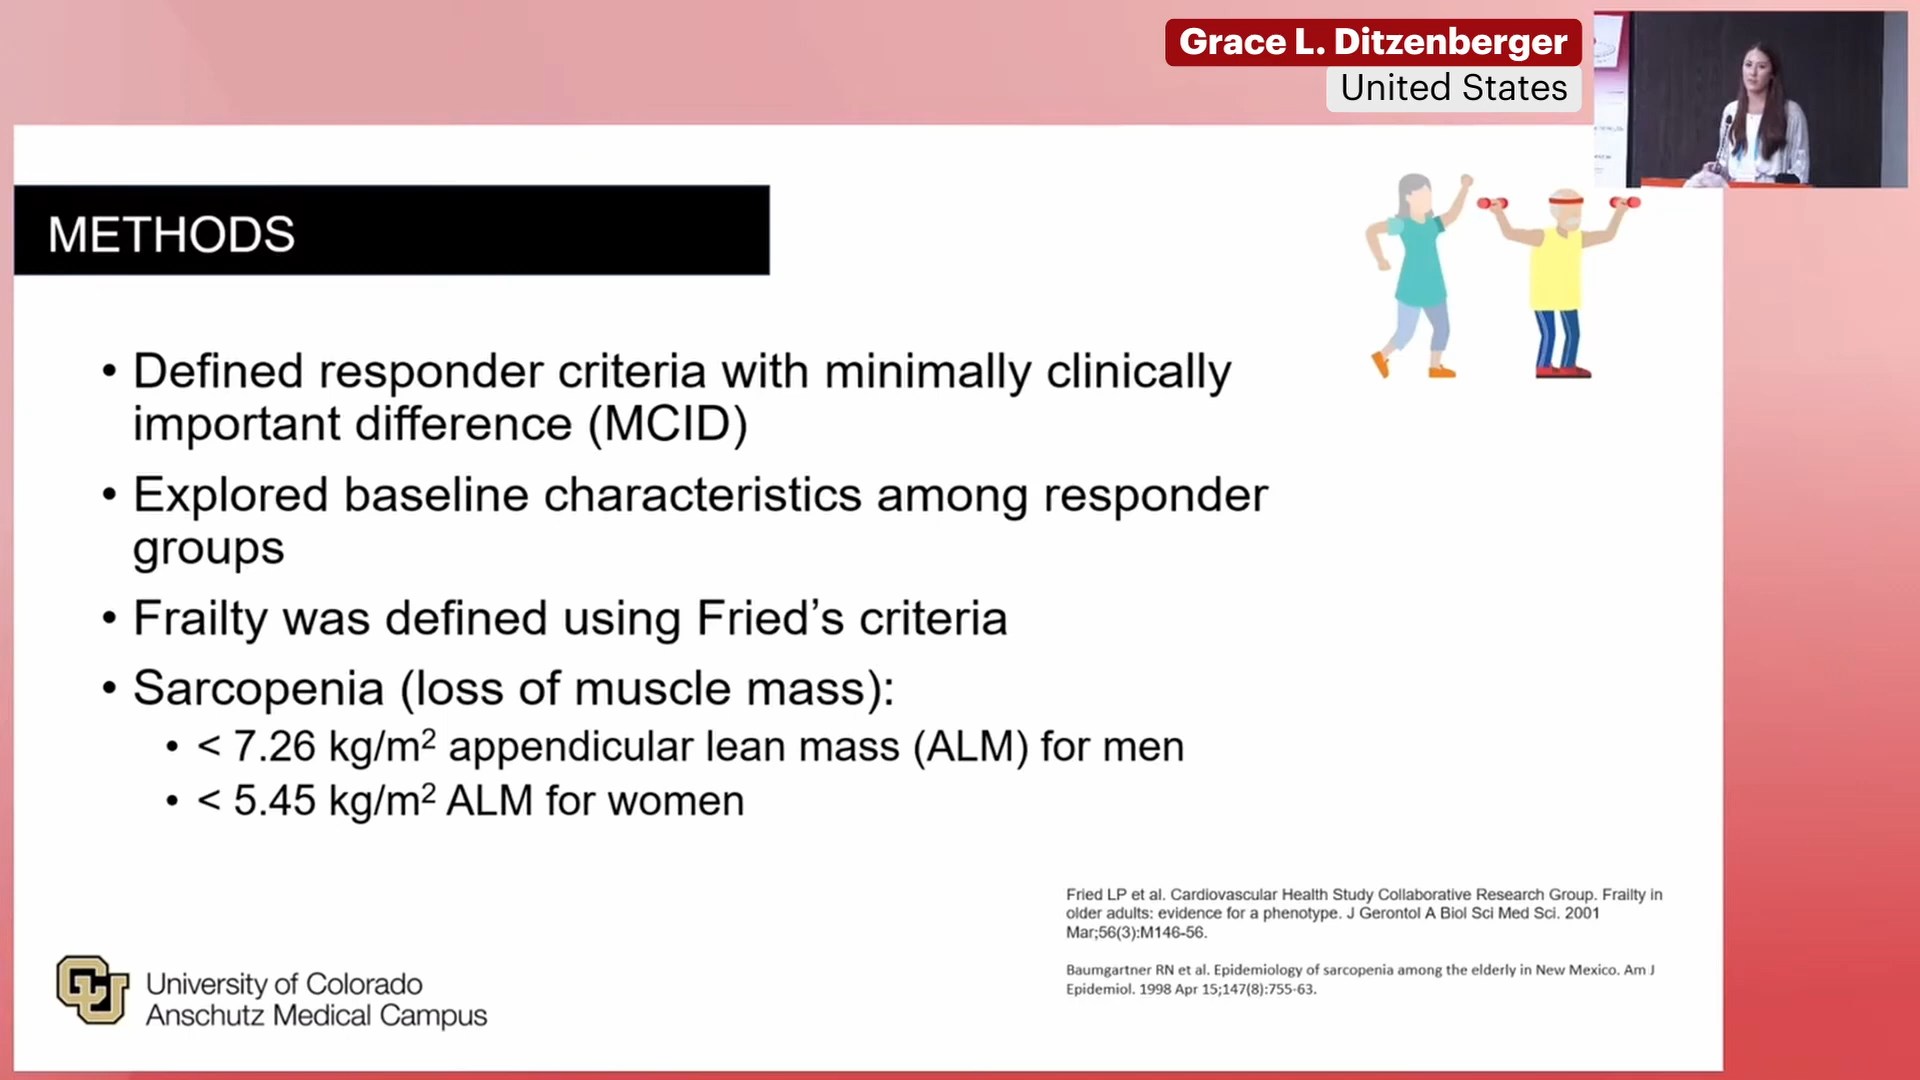 Grace L. Ditzenberger
United States
METHODS
• Defined responder criteria with minimally clinically
important difference (MCID)
• Explored baseline characteristics among responder
groups
• Frailty was defined using Fried’s criteria
• Sarcopenia (loss of muscle mass):
• < 7.26 kg/m² appendicular lean mass (ALM) for men
• < 5.45 kg/m² ALM for women
Fried LP et al. Cardiovascular Health Study Collaborative Research Group. Frailty in
older adults: evidence for a phenotype. J Gerontol A Biol Sci Med Sci. 2001
Mar;56(3):M146-56.
Baumgartner RN et al. Epidemiology of sarcopenia among the elderly in New Mexico. Am J
Epidemiol. 1998 Apr 15;147(8):755-63.
CU
University of Colorado
Anschutz Medical Campus